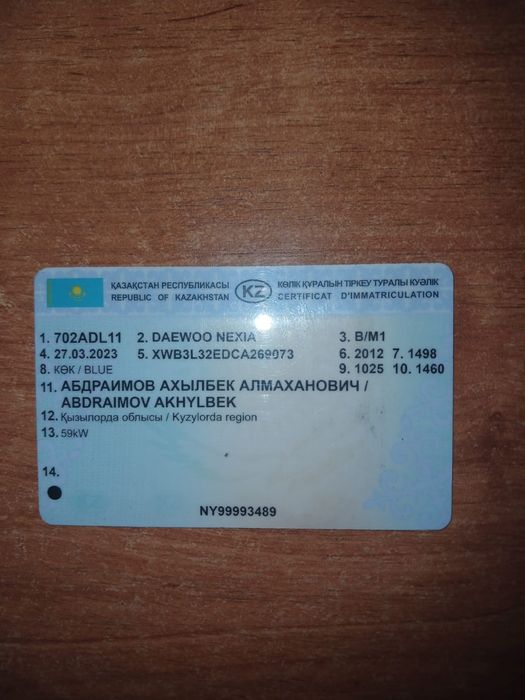 ҚАЗАҚСТАН РЕСПУБЛИКАСЫ KZ КӨЛІК ҚҰРАЛЫН ТІРКЕУ ТУРАЛЫ КУӘЛІК
REPUBLIC OF KAZAKHSTAN CERTIFICAT D'IMMATRICULATION
1. 702ADL11 2. DAEWOO NEXIA 3. B/M1
4. 27.03.2023 5. XWB3L32EDCA269073 6. 2012 7. 1498
8. КӨК / BLUE 9. 1025 10. 1460
11. АБДРАИМОВ АХЫЛБЕК АЛМАХАНОВИЧ /
ABDRAIMOV AKHYLBEK
12. Қызылорда облысы / Kyzylorda region
13. 59kW
14.
NY99993489